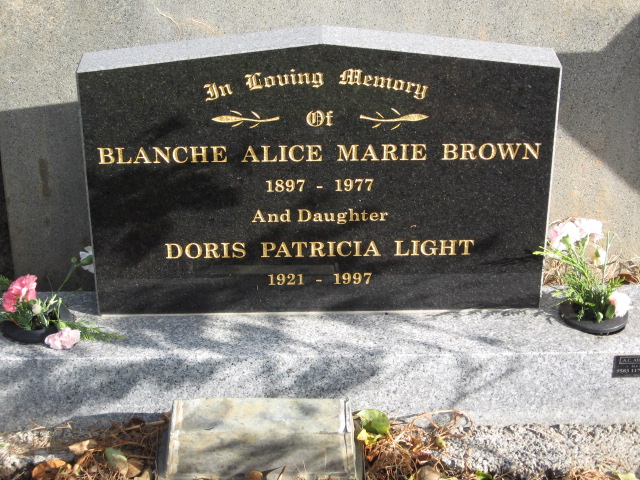 In Loving Memory
Of
BLANCHE ALICE MARIE BROWN
1897 - 1977
And Daughter
DORIS PATRICIA LIGHT
1921 - 1997